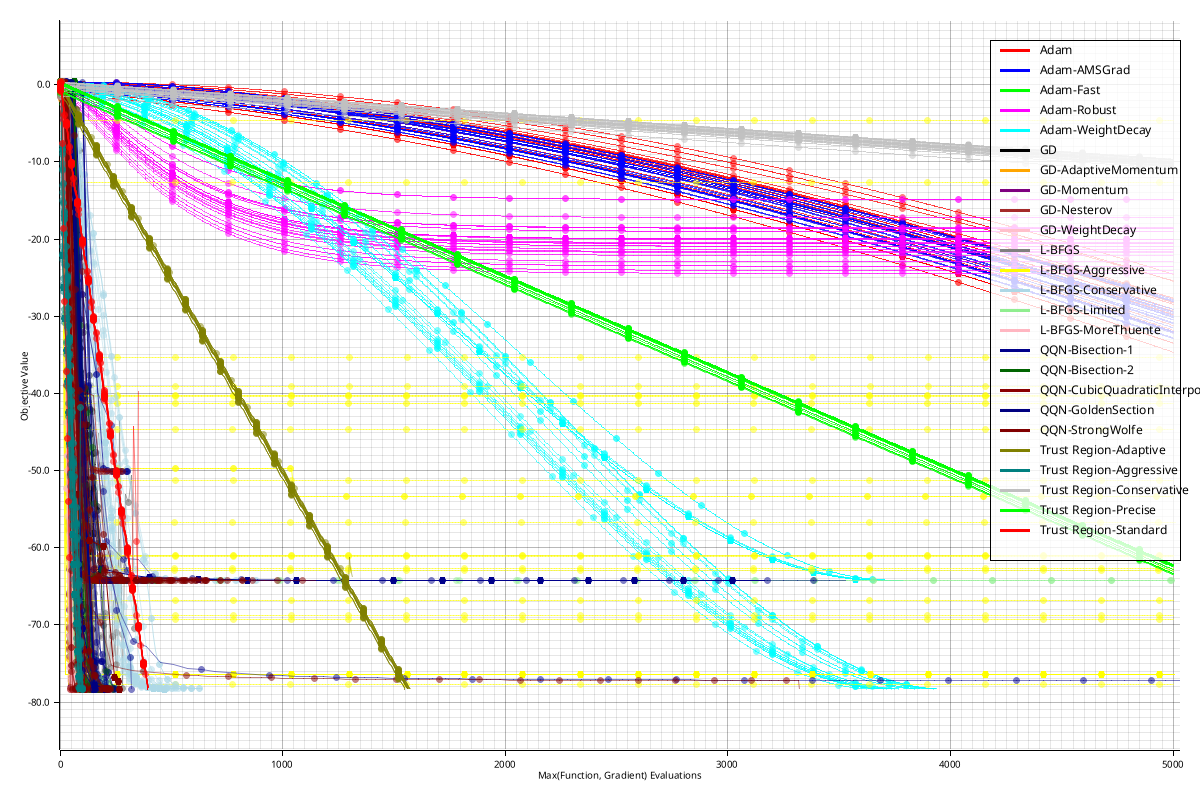 0.0
-10.0
-20.0
-30.0
-40.0
-50.0
-60.0
-70.0
-80.0
Objective Value
0
1000
2000
3000
4000
5000
Max(Function, Gradient) Evaluations
Adam
Adam-AMSGrad
Adam-Fast
Adam-Robust
Adam-WeightDecay
GD
GD-AdaptiveMomentum
GD-Momentum
GD-Nesterov
GD-WeightDecay
L-BFGS
L-BFGS-Aggressive
L-BFGS-Conservative
L-BFGS-Limited
L-BFGS-MoreThuente
QQN-Bisection-1
QQN-Bisection-2
QQN-CubicQuadraticInterpo
QQN-GoldenSection
QQN-StrongWolfe
Trust Region-Adaptive
Trust Region-Aggressive
Trust Region-Conservative
Trust Region-Precise
Trust Region-Standard